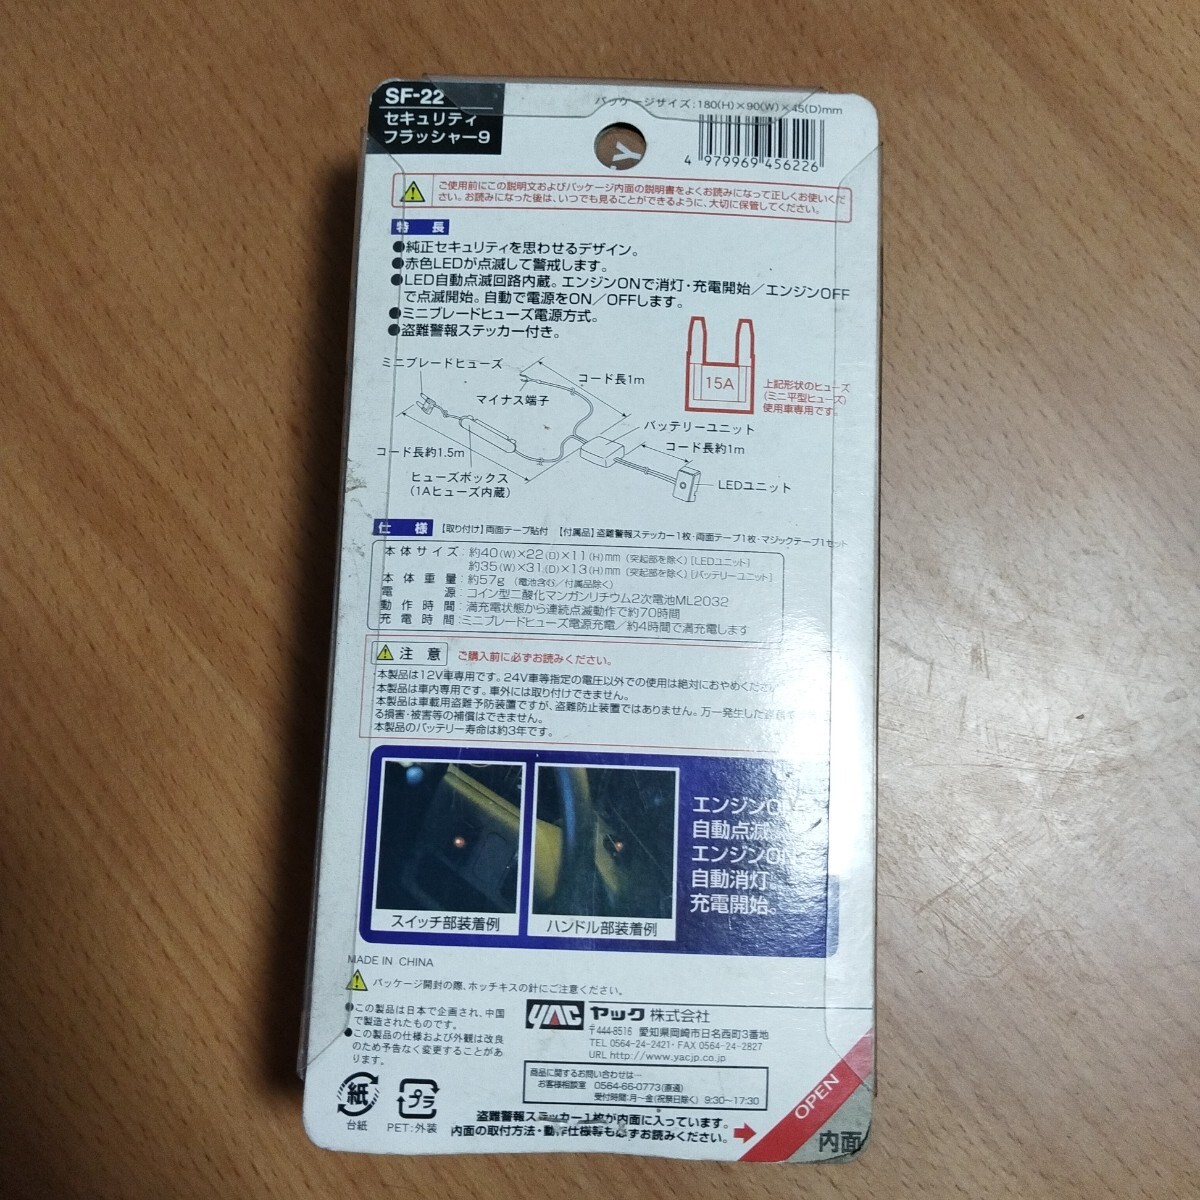 SF-22
セキュリティ
フラッシャー9
パッケージサイズ:180(H)×90(W)×45(D)mm
4 979969 456226
ご使用前にこの説明文およびパッケージ内面の説明書をよくお読みになって正しくお使いくだ
さい。お読みになった後は、いつでも見ることができるように、大切に保管してください。
特長
●純正セキュリティを思わせるデザイン。
●赤色LEDが点滅して警戒します。
●LED自動点滅回路内蔵。エンジンONで消灯・充電開始/エンジンOFF
で点滅開始。自動で電源をON/OFFします。
●ミニブレードヒューズ電源方式。
●盗難警報ステッカー付き。
ミニブレードヒューズ
コード長1m
マイナス端子
15A
上記形状のヒューズ
(ミニ平型ヒューズ)
使用車専用です。
バッテリーユニット
コード長約1m
コード長約1.5m
ヒューズボックス
(1Aヒューズ内蔵)
LEDユニット
仕様 【取り付け】両面テープ貼付 【付属品】盗難警報ステッカー1枚・両面テープ1枚・マジックテープ1セット
本体サイズ:約40(W)×22(D)×11(H)mm (突起部を除く)[LEDユニット]
約35(W)×31(D)×13(H)mm (突起部を除く)[バッテリーユニット]
本体重量:約57g (電池含む/付属品除く)
電源:コイン型二酸化マンガンリチウム2次電池ML2032
動作時間:満充電状態から連続点滅動作で約70時間
充電時間:ミニブレードヒューズ電源充電/約4時間で満充電します
注意 ご購入前に必ずお読みください。
・本製品は12V車専用です。24V車等指定の電圧以外での使用は絶対におやめくださ
・本製品は車内専用です。車外には取り付けできません。
・本製品は車載用盗難予防装置ですが、盗難防止装置ではありません。万一発生した
る損害・被害等の補償はできません。
本製品のバッテリー寿命は約3年です。
スイッチ部装着例
ハンドル部装着例
エンジンO
自動点滅。
エンジンON
自動消灯。
充電開始。
MADE IN CHINA
パッケージ開封の際、ホッチキスの針にご注意ください。
●この製品は日本で企画され、中国
で製造されたものです。
●この製品の仕様および外観は改良
のため予告なく変更することがあ
ります。
YAC ヤック株式会社
〒444-8516 愛知県岡崎市日名西町3番地
TEL 0564-24-2421・FAX 0564-24-2827
URL http://www.yacjp.co.jp
商品に関するお問い合わせは…
お客様相談室 0564-66-0773(直通)
受付時間:月~金(祝祭日除く) 9:30~17:30
紙
台紙
プラ
PET:外装
盗難警報ステッカー1枚が内面に入っています。
内面の取付方法・動作仕様等も必ずお読みください。
OPEN
内面